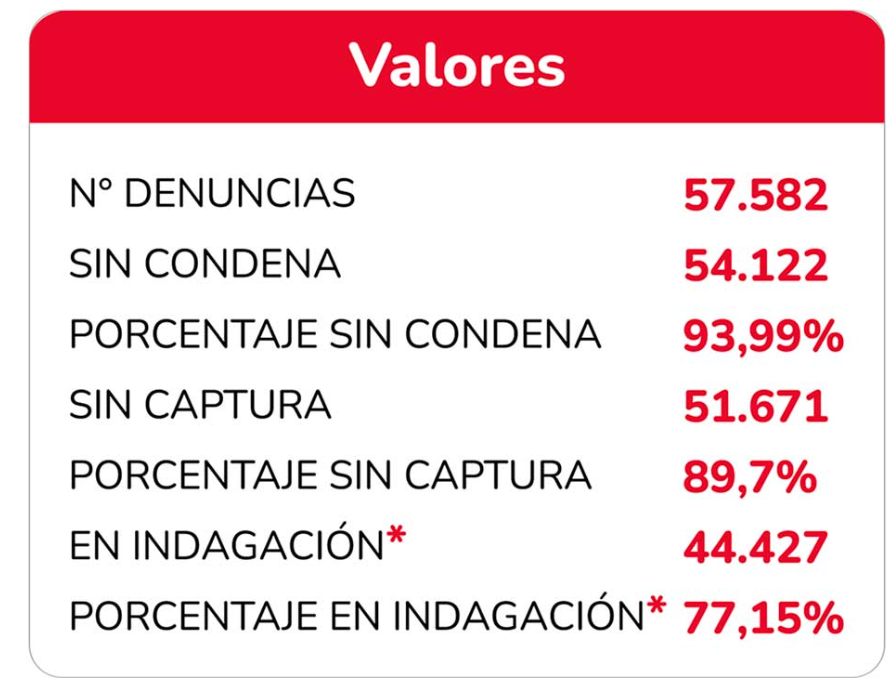 Valores
N° DENUNCIAS 57.582
SIN CONDENA 54.122
PORCENTAJE SIN CONDENA 93,99%
SIN CAPTURA 51.671
PORCENTAJE SIN CAPTURA 89,7%
EN INDAGACIÓN* 44.427
PORCENTAJE EN INDAGACIÓN* 77,15%